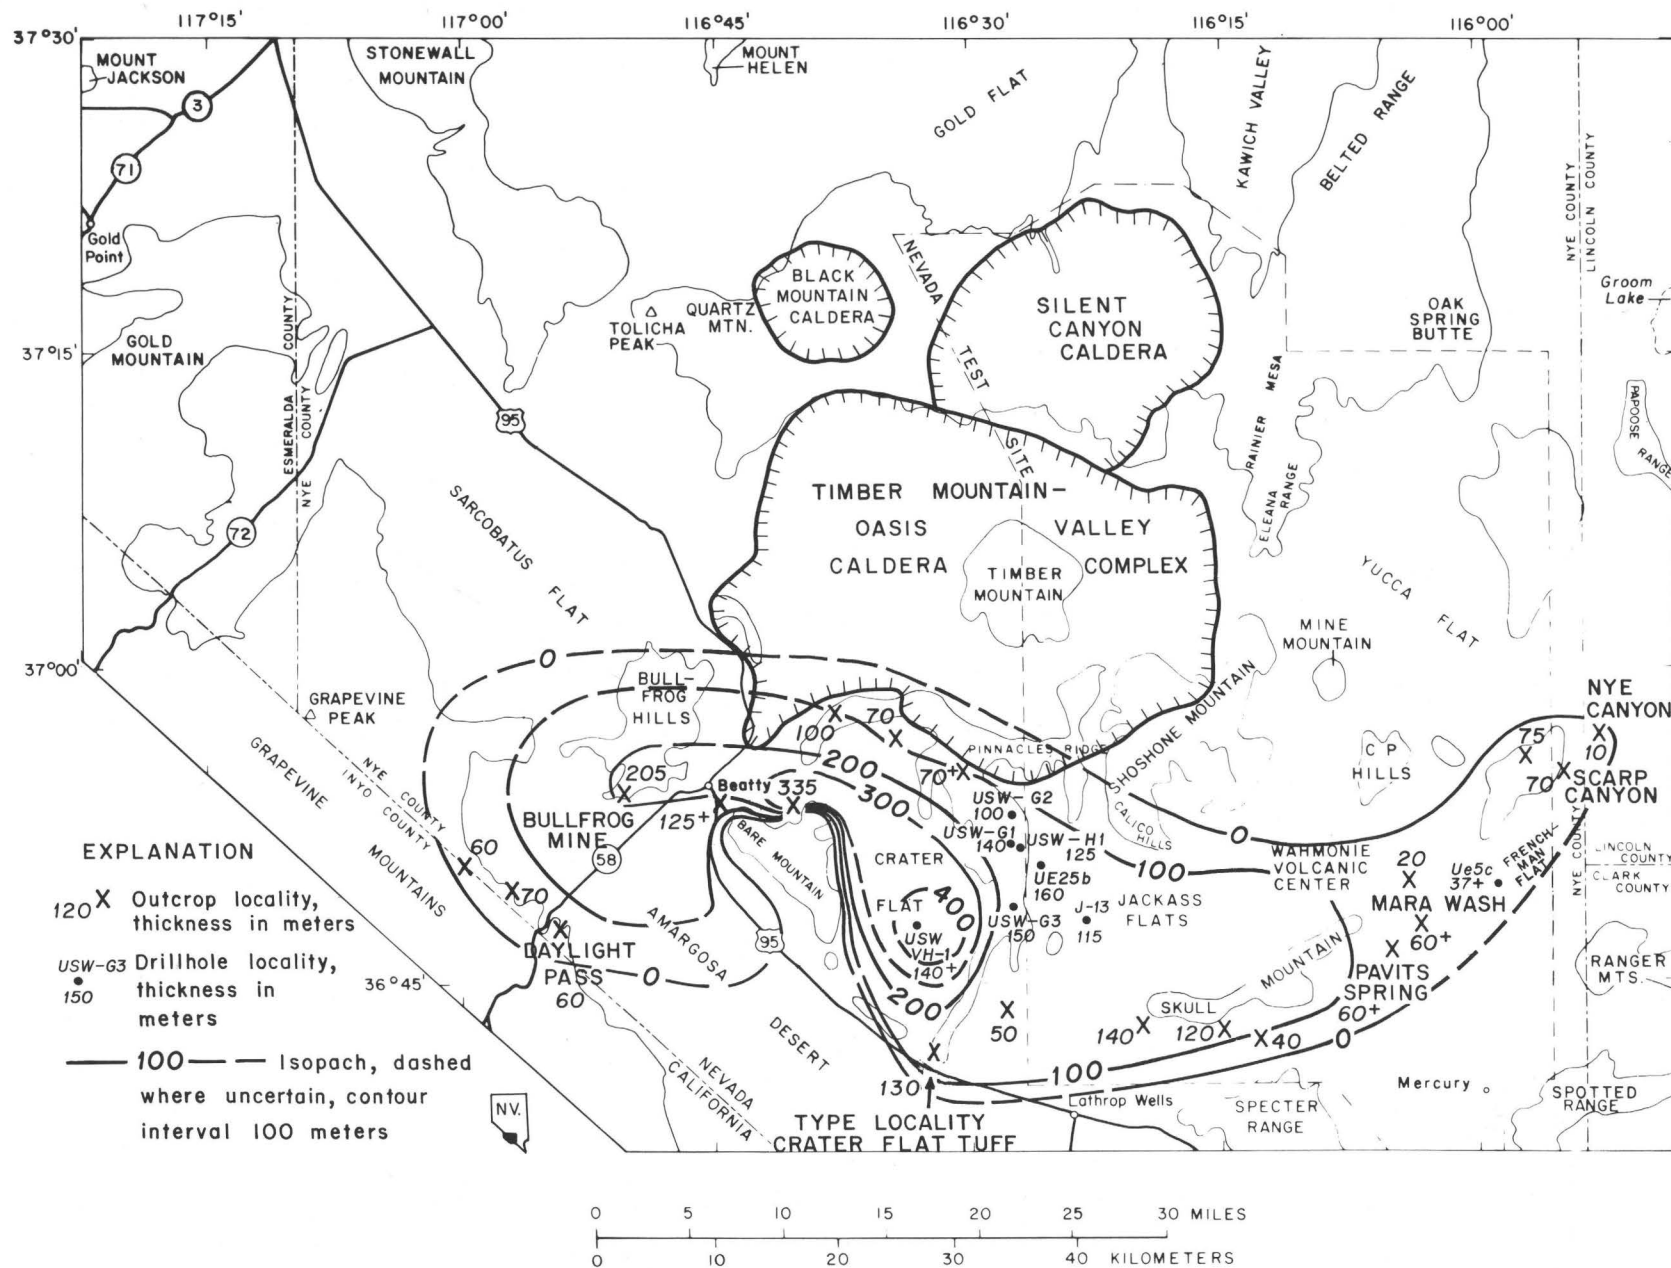 117°15'
117°00'
116°45'
116°30'
116°15'
116°00'
37°30'
37°15'
37°00'
36°45'
MOUNT
JACKSON
STONEWALL
MOUNTAIN
MOUNT
HELEN
GOLD FLAT
KAWICH VALLEY
BELTED RANGE
NYE COUNTY
LINCOLN COUNTY
3
71
Gold
Point
GOLD
MOUNTAIN
ESMERALDA COUNTY
NYE COUNTY
72
95
SARCOBATUS FLAT
TOLICHA
PEAK
QUARTZ
MTN.
BLACK
MOUNTAIN
CALDERA
NEVADA TEST SITE
SILENT
CANYON
CALDERA
OAK
SPRING
BUTTE
Groom
Lake
PAPOOSE RANGE
RAINIER MESA
ELEANA
RANGE
TIMBER MOUNTAIN-
OASIS VALLEY
CALDERA COMPLEX
TIMBER
MOUNTAIN
YUCCA FLAT
MINE
MOUNTAIN
SHOSHONE MOUNTAIN
C P
HILLS
NYE
CANYON
10
75
70
SCARP
CANYON
GRAPEVINE
PEAK
GRAPEVINE MOUNTAINS
NYE COUNTY
INYO COUNTY
0
BULL-
FROG
HILLS
205
BULLFROG
MINE
58
Beatty
125+
335
100
70
70+
PINNACLES RIDGE
200
300
400
200
BARE MOUNTAIN
CRATER
FLAT
USW
VH-1
140+
USW-G2
100
USW-G1
140
USW-H1
125
UE25b
160
USW-G3
150
J-13
115
CALICO
HILLS
JACKASS
FLATS
100
0
WAHMONIE
VOLCANIC
CENTER
20
MARA WASH
60+
Ue5c
37+
FRENCH-
MAN
FLAT
NYE COUNTY
LINCOLN COUNTY
CLARK COUNTY
PAVITS
SPRING
60+
RANGER
MTS.
SKULL MOUNTAIN
140
120
40
0
50
130
100
60
70
DAYLIGHT
PASS
60
0
AMARGOSA DESERT
95
NEVADA
CALIFORNIA
TYPE LOCALITY
CRATER FLAT TUFF
Lathrop Wells
SPECTER
RANGE
Mercury
SPOTTED
RANGE
EXPLANATION
120 X Outcrop locality,
thickness in meters
USW-G3 Drillhole locality,
150 thickness in
meters
100 Isopach, dashed
where uncertain, contour
interval 100 meters
NV.
0 5 10 15 20 25 30 MILES
0 10 20 30 40 KILOMETERS